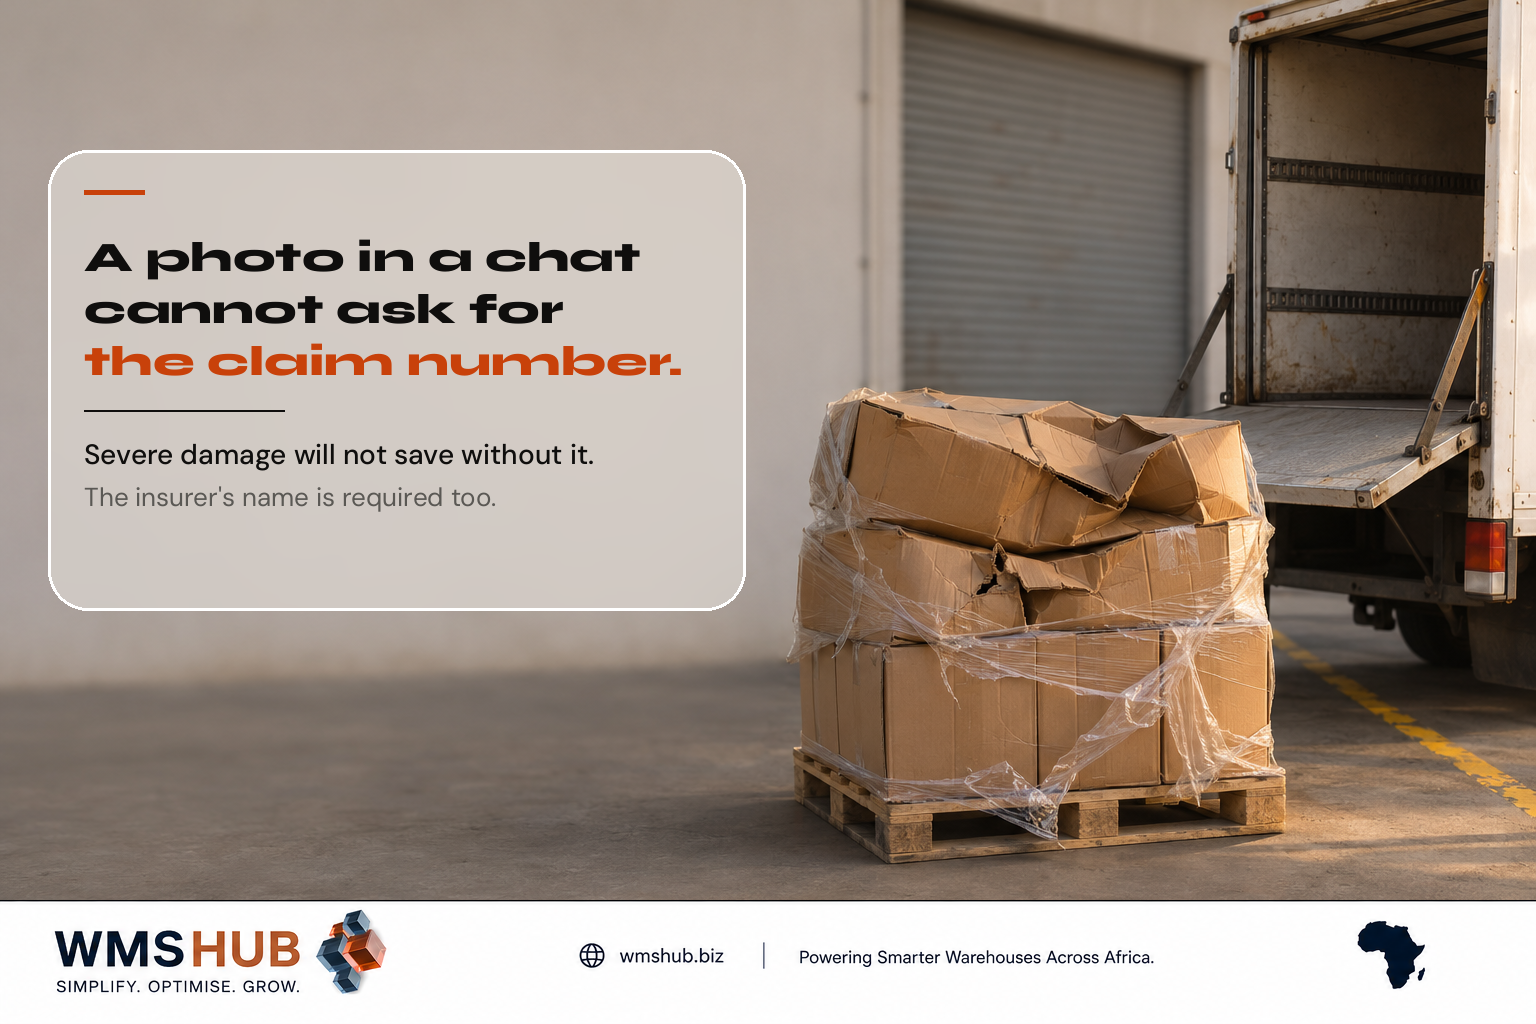 A photo in a chat
cannot ask for
the claim number.
Severe damage will not save without it.
The insurer's name is required too.
WMSHUB
SIMPLIFY. OPTIMISE. GROW.
wmshub.biz
Powering Smarter Warehouses Across Africa.